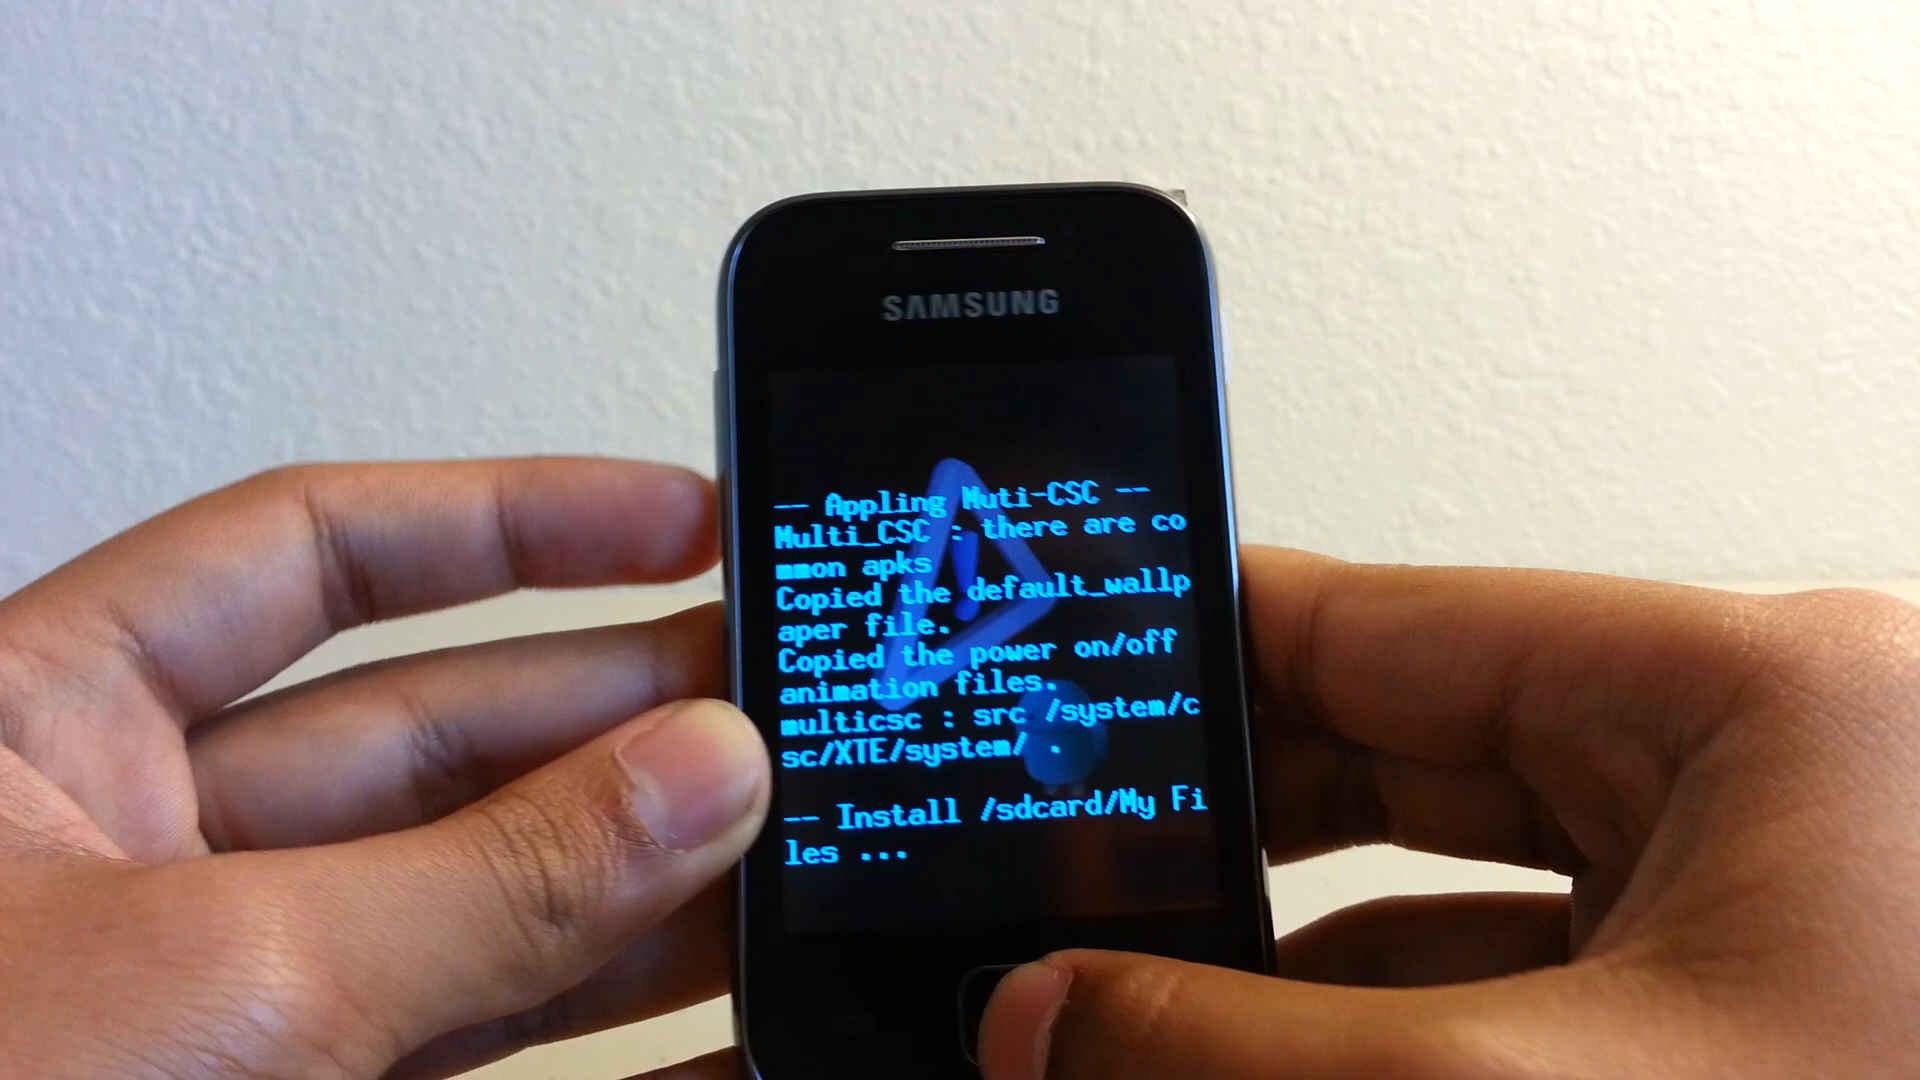 SAMSUNG
-- Appling Muti-CSC --
Multi_CSC : there are co
mmon apks
Copied the default_wallp
aper file.
Copied the power on/off
animation files.
multicsc : src /system/c
sc/XTE/system/ .
-- Install /sdcard/My Fi
les ...